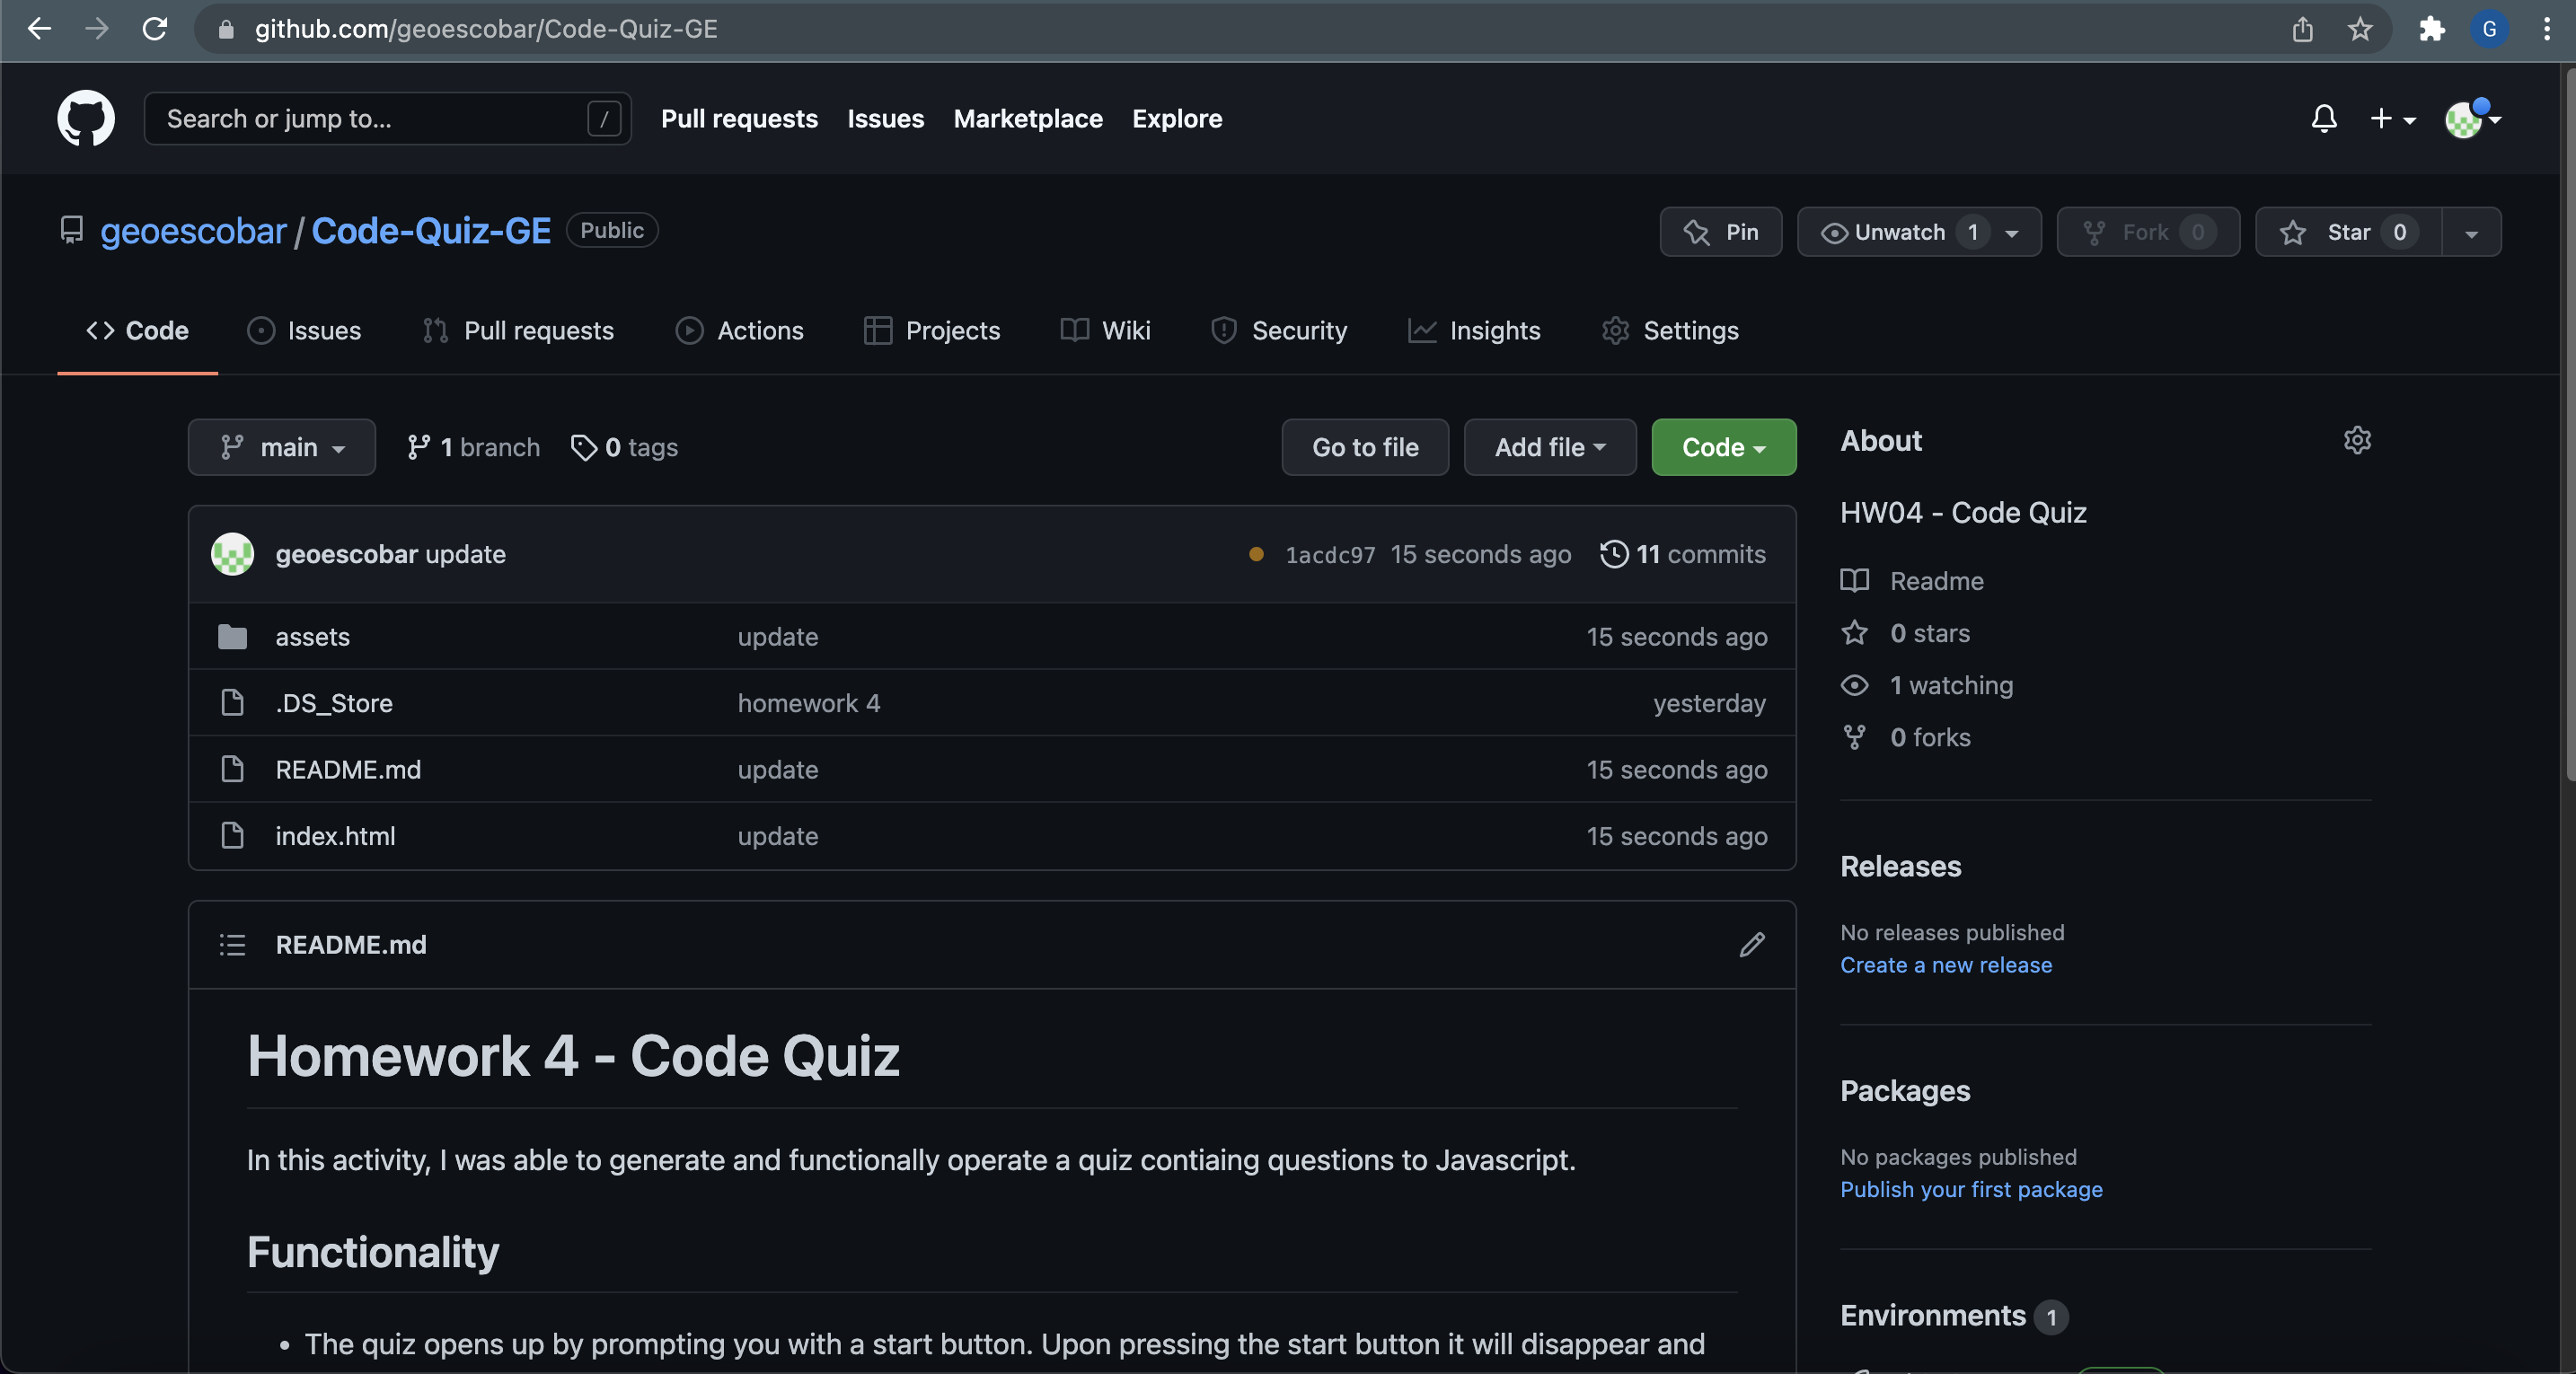 github.com/geoescobar/Code-Quiz-GE
G
Search or jump to...
/
Pull requests
Issues
Marketplace
Explore
geoescobar / Code-Quiz-GE
Public
Pin
Unwatch 1
Fork 0
Star 0
Code
Issues
Pull requests
Actions
Projects
Wiki
Security
Insights
Settings
main
1 branch
0 tags
Go to file
Add file
Code
geoescobar update
1acdc97 15 seconds ago
11 commits
assets
update
15 seconds ago
.DS_Store
homework 4
yesterday
README.md
update
15 seconds ago
index.html
update
15 seconds ago
README.md
Homework 4 - Code Quiz
In this activity, I was able to generate and functionally operate a quiz contiaing questions to Javascript.
Functionality
• The quiz opens up by prompting you with a start button. Upon pressing the start button it will disappear and
About
HW04 - Code Quiz
Readme
0 stars
1 watching
0 forks
Releases
No releases published
Create a new release
Packages
No packages published
Publish your first package
Environments 1